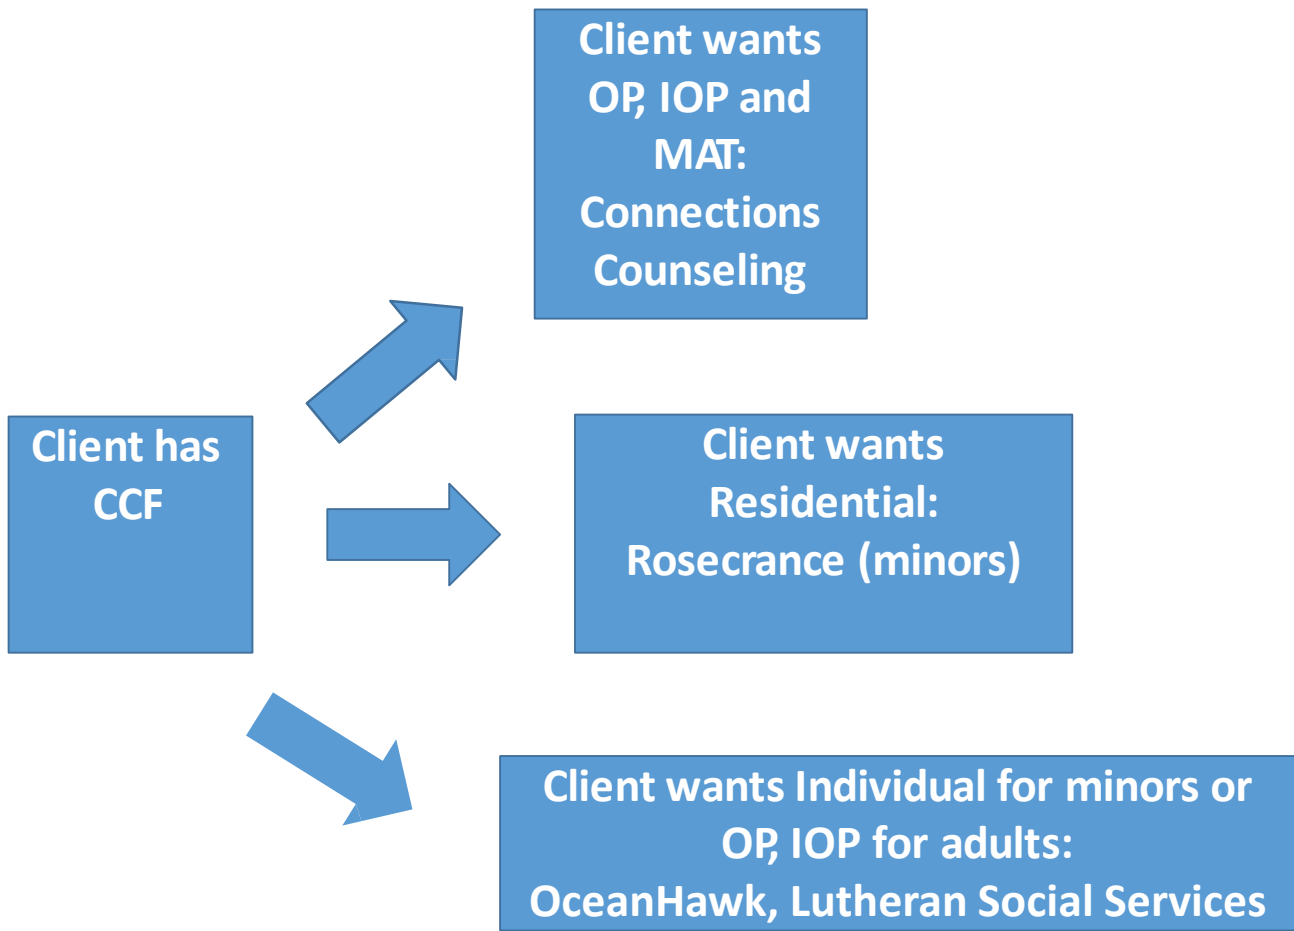 Client wants
OP, IOP and
MAT:
Connections
Counseling
Client has
CCF
Client wants
Residential:
Rosecrance (minors)
Client wants Individual for minors or
OP, IOP for adults:
OceanHawk, Lutheran Social Services